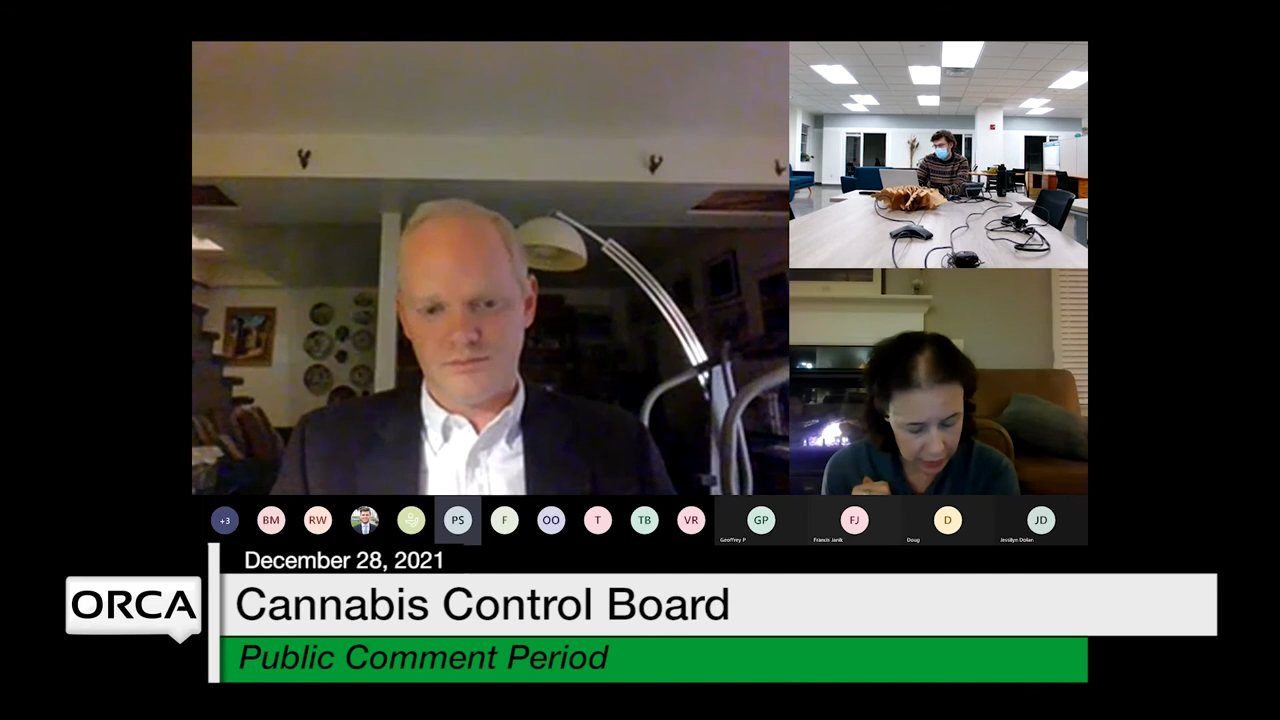 +3 BM RW PS F OO T TB VR GP FJ D JD
Geoffrey P Francis Janik Doug Jessilyn Dolan
December 28, 2021
ORCA
Cannabis Control Board
Public Comment Period